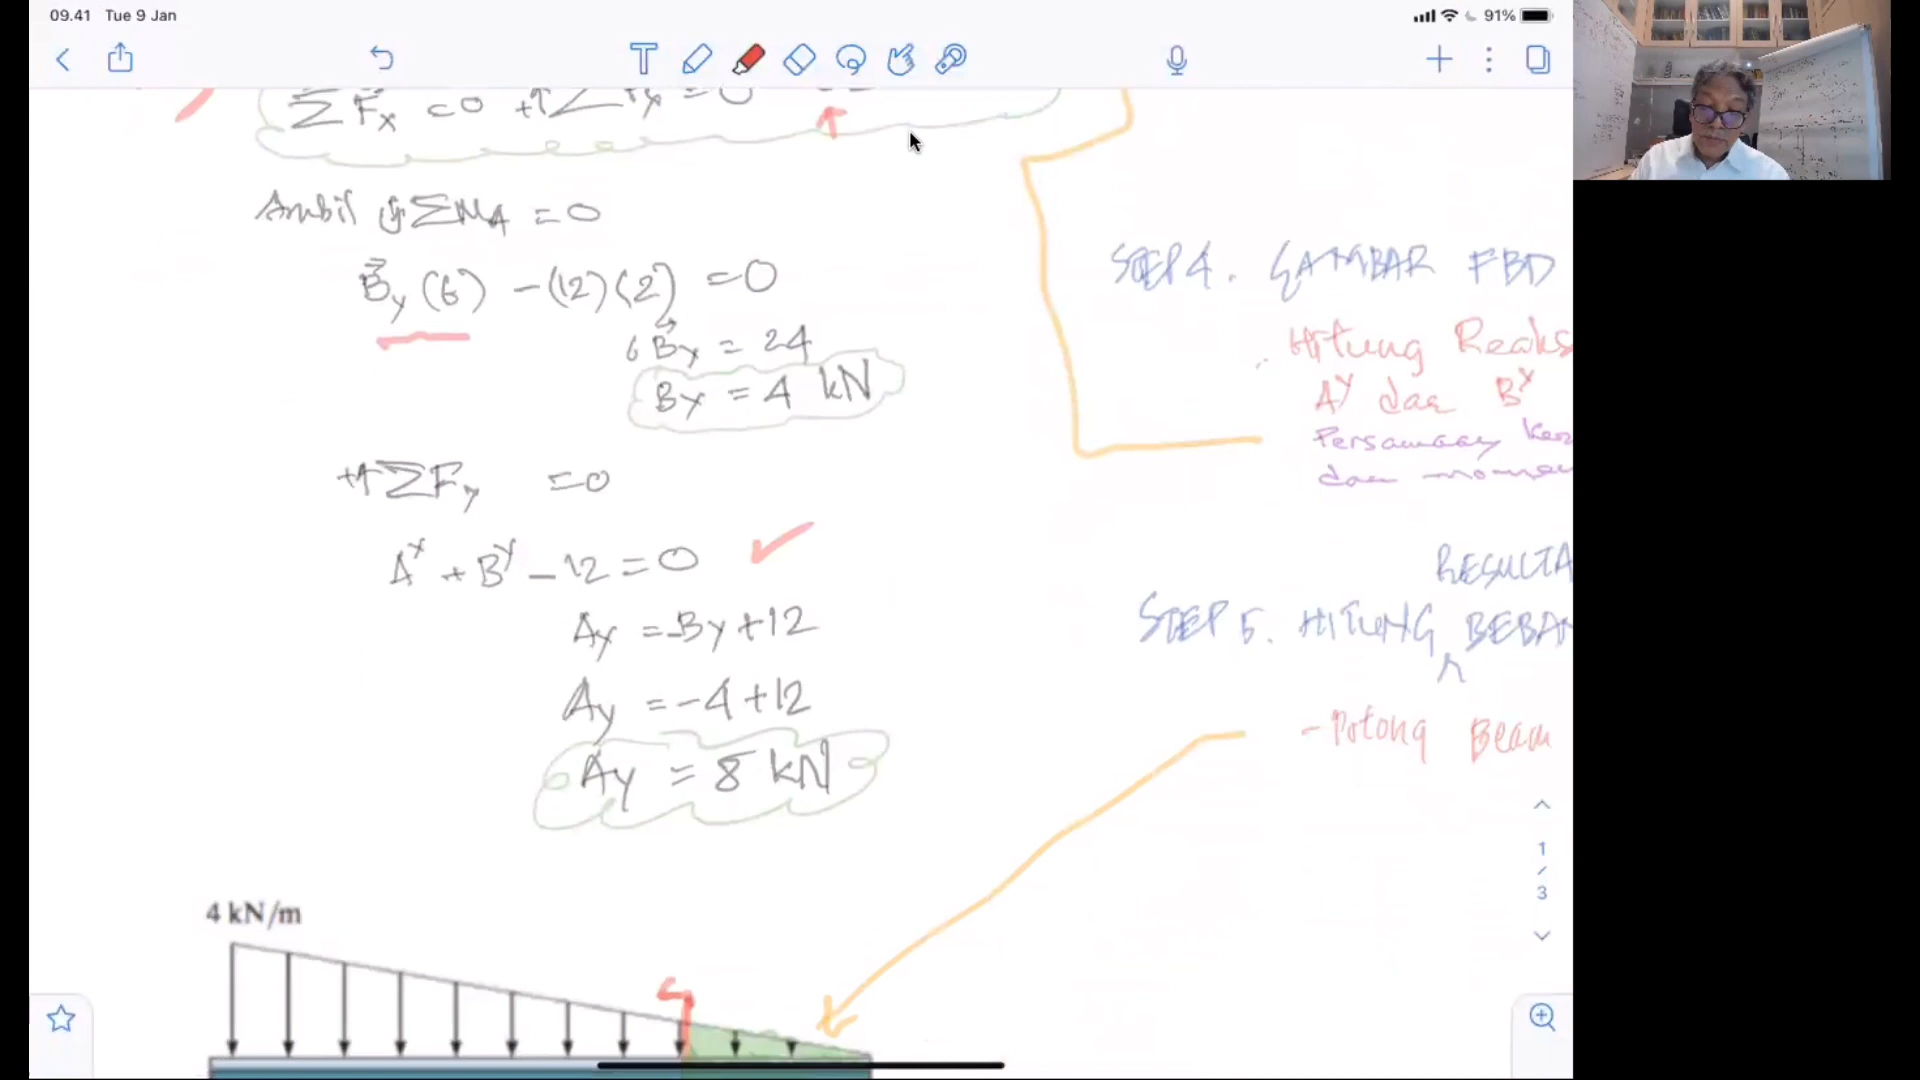 09.41 Tue 9 Jan
91%
ΣFx = 0 +↑ΣFy = 0
Ambil ΣMA = 0
By (6) - (12)(2) = 0
6 By = 24
By = 4 kN
+↑ΣFy = 0
Ay + By - 12 = 0
Ay = -By + 12
Ay = -4 + 12
Ay = 8 kN
4 kN/m
STEP 4. GAMBAR FBD
Hitung Reaks
Ay dan By
Persamaan
dan
RESULTA
STEP 5. HITUNG BEBAN
- Potong Beam
1
/
3